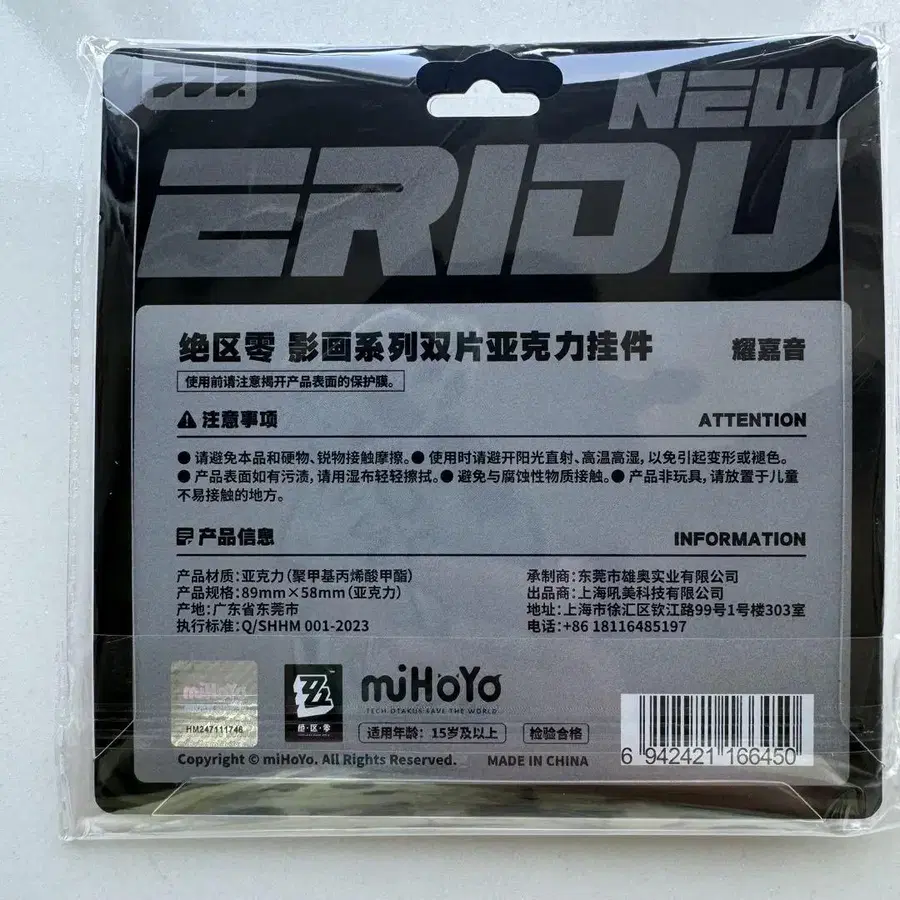 ZZZ
NEW
ERIDU
绝区零 影画系列双片亚克力挂件
耀嘉音
使用前请注意揭开产品表面的保护膜。
注意事项
ATTENTION
● 请避免本品和硬物、锐物接触摩擦。● 使用时请避开阳光直射、高温高湿，以免引起变形或褪色。
● 产品表面如有污渍，请用湿布轻轻擦拭。● 避免与腐蚀性物质接触。● 产品非玩具，请放置于儿童
不易接触的地方。
产品信息
INFORMATION
产品材质：亚克力（聚甲基丙烯酸甲酯）
产品规格：89mm×58mm（亚克力）
产地：广东省东莞市
执行标准：Q/SHHM 001-2023
承制商：东莞市雄奥实业有限公司
出品商：上海吼美科技有限公司
地址：上海市徐汇区钦江路99号1号楼303室
电话：+86 18116485197
miHoYo
HM247111746
绝·区·零
miHoYo
TECH OTAKUS SAVE THE WORLD
适用年龄：15岁及以上
检验合格
Copyright © miHoYo. All Rights Reserved.
MADE IN CHINA
6 942421 166450